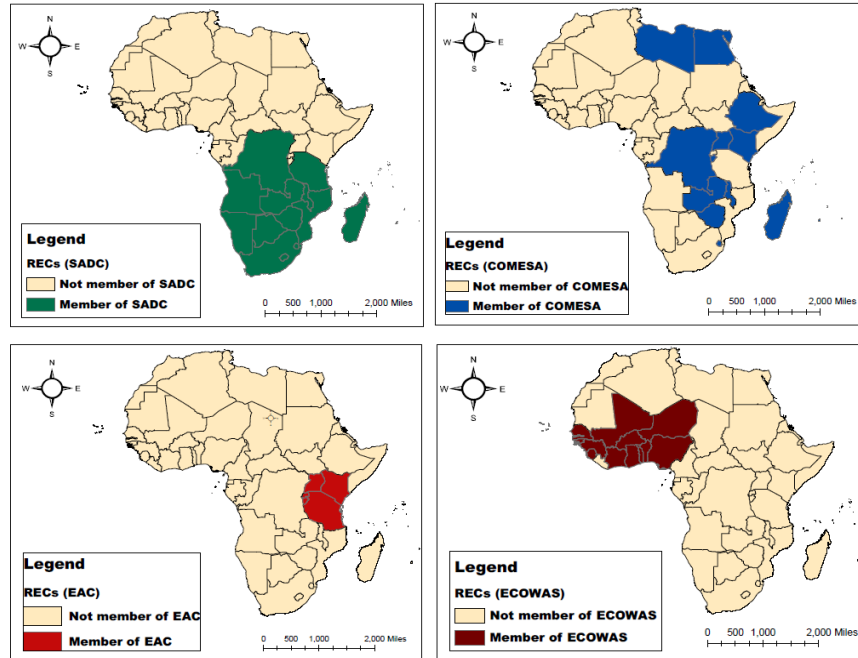 N
W E
S
Legend
RECs (SADC)
Not member of SADC
Member of SADC
0 500 1,000 2,000 Miles
N
W E
S
Legend
RECs (COMESA)
Not member of COMESA
Member of COMESA
0 500 1,000 2,000 Miles
N
W E
S
Legend
RECs (EAC)
Not member of EAC
Member of EAC
0 500 1,000 2,000 Miles
N
W E
S
Legend
RECs (ECOWAS)
Not member of ECOWAS
Member of ECOWAS
0 500 1,000 2,000 Miles